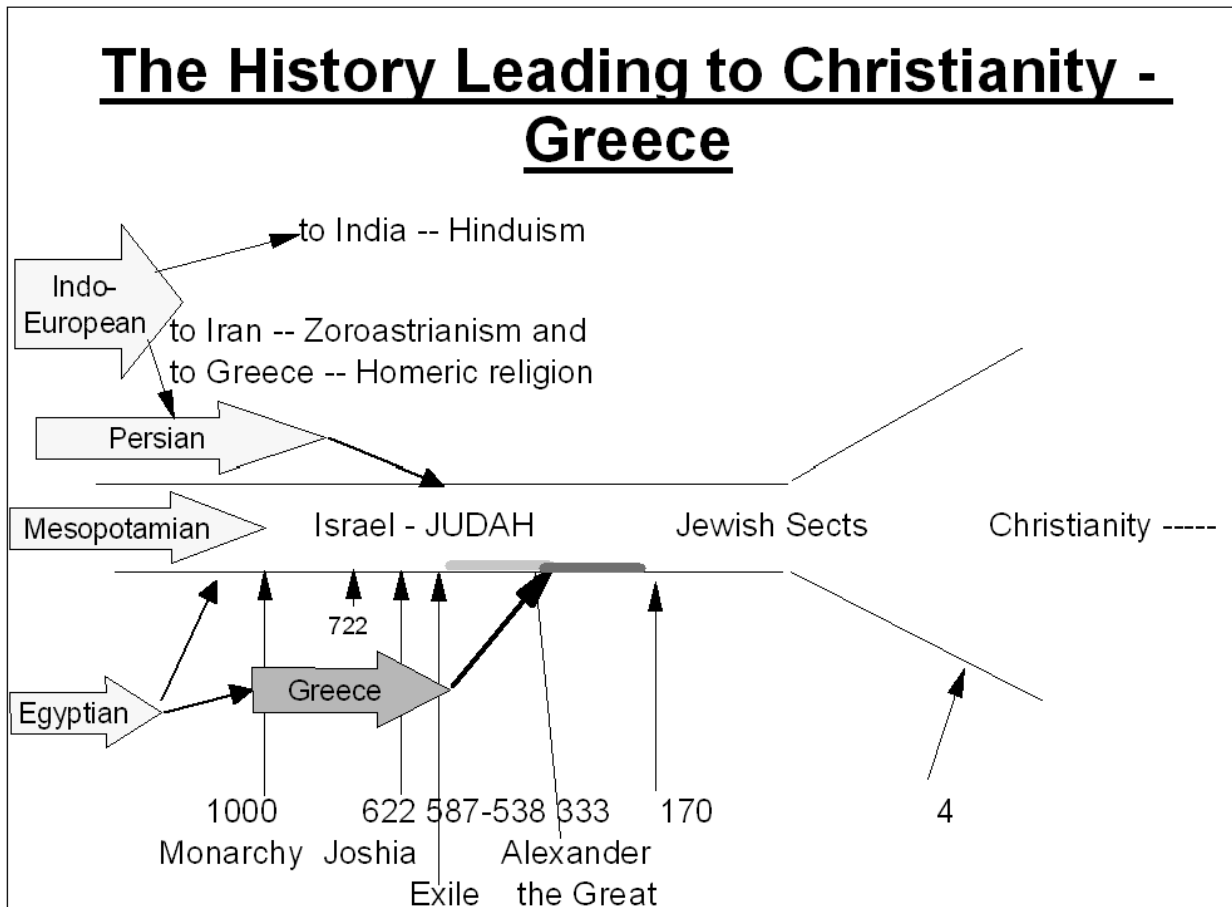 The History Leading to Christianity -
Greece
to India -- Hinduism
Indo-
European
to Iran -- Zoroastrianism and
to Greece -- Homeric religion
Persian
Mesopotamian
Israel - JUDAH
Jewish Sects
Christianity -----
722
Greece
Egyptian
1000
622
587-538
333
170
4
Monarchy
Joshia
Alexander
Exile
the Great